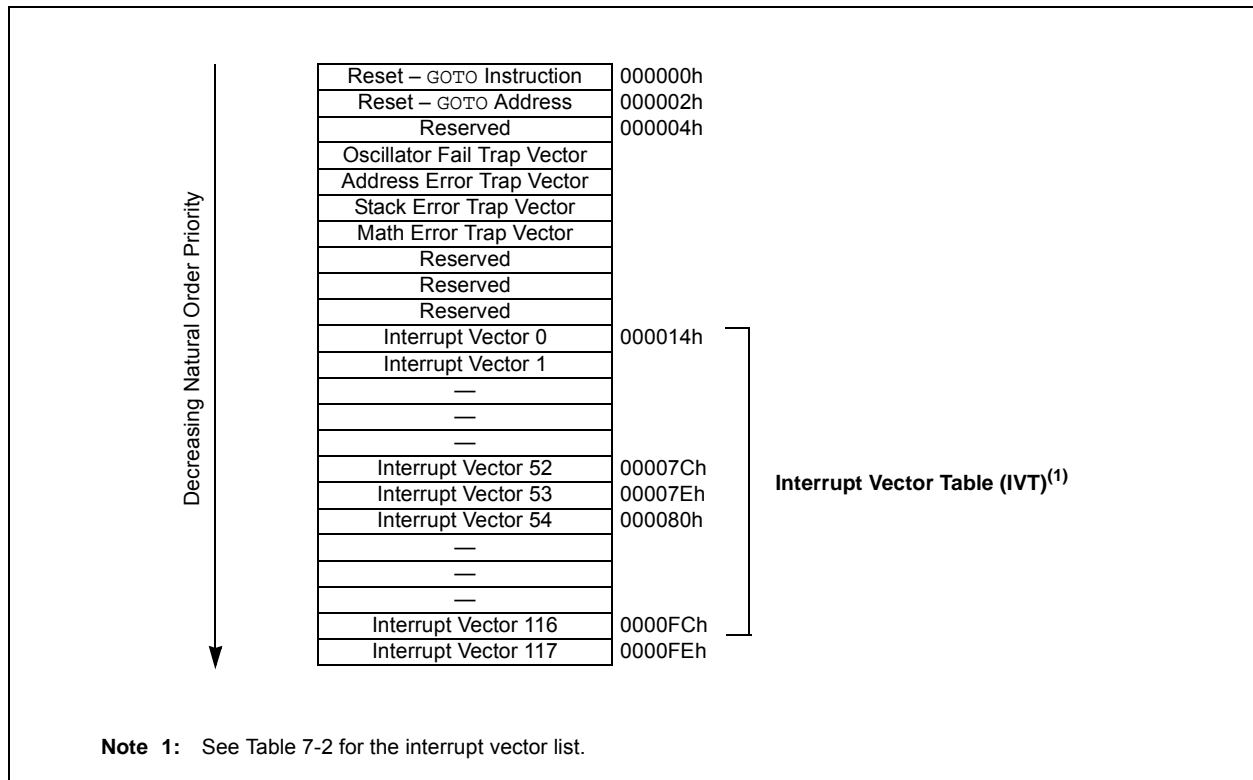 Decreasing Natural Order Priority
Reset – GOTO Instruction 000000h
Reset – GOTO Address 000002h
Reserved 000004h
Oscillator Fail Trap Vector
Address Error Trap Vector
Stack Error Trap Vector
Math Error Trap Vector
Reserved
Reserved
Reserved
Interrupt Vector 0 000014h
Interrupt Vector 1
—
—
—
Interrupt Vector 52 00007Ch
Interrupt Vector 53 00007Eh
Interrupt Vector 54 000080h
—
—
—
Interrupt Vector 116 0000FCh
Interrupt Vector 117 0000FEh
Interrupt Vector Table (IVT)(1)
Note 1: See Table 7-2 for the interrupt vector list.